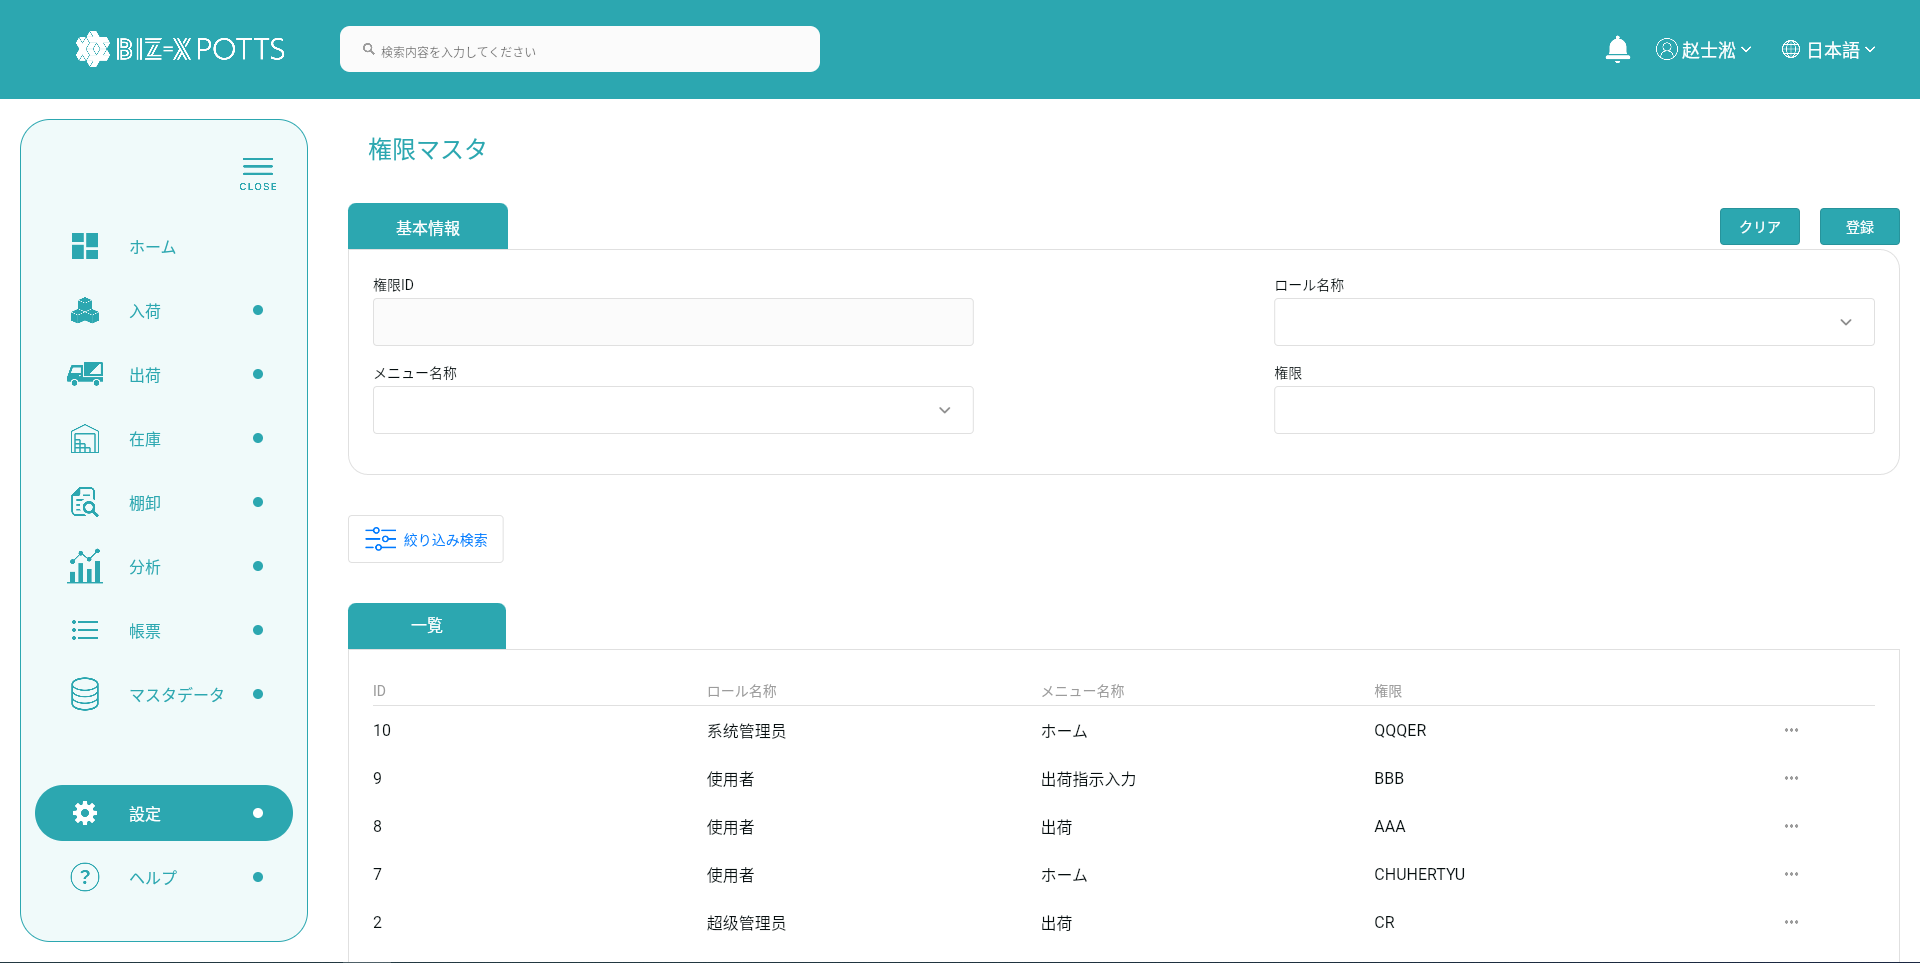 BIZ=X POTTS
検索内容を入力してください
赵士淞
日本語
CLOSE
ホーム
入荷
出荷
在庫
棚卸
分析
帳票
マスタデータ
設定
ヘルプ
権限マスタ
基本情報
クリア
登録
権限ID
ロール名称
メニュー名称
権限
絞り込み検索
一覧
ID ロール名称 メニュー名称 権限
10 系统管理员 ホーム QQQER
9 使用者 出荷指示入力 BBB
8 使用者 出荷 AAA
7 使用者 ホーム CHUHERTYU
2 超级管理员 出荷 CR